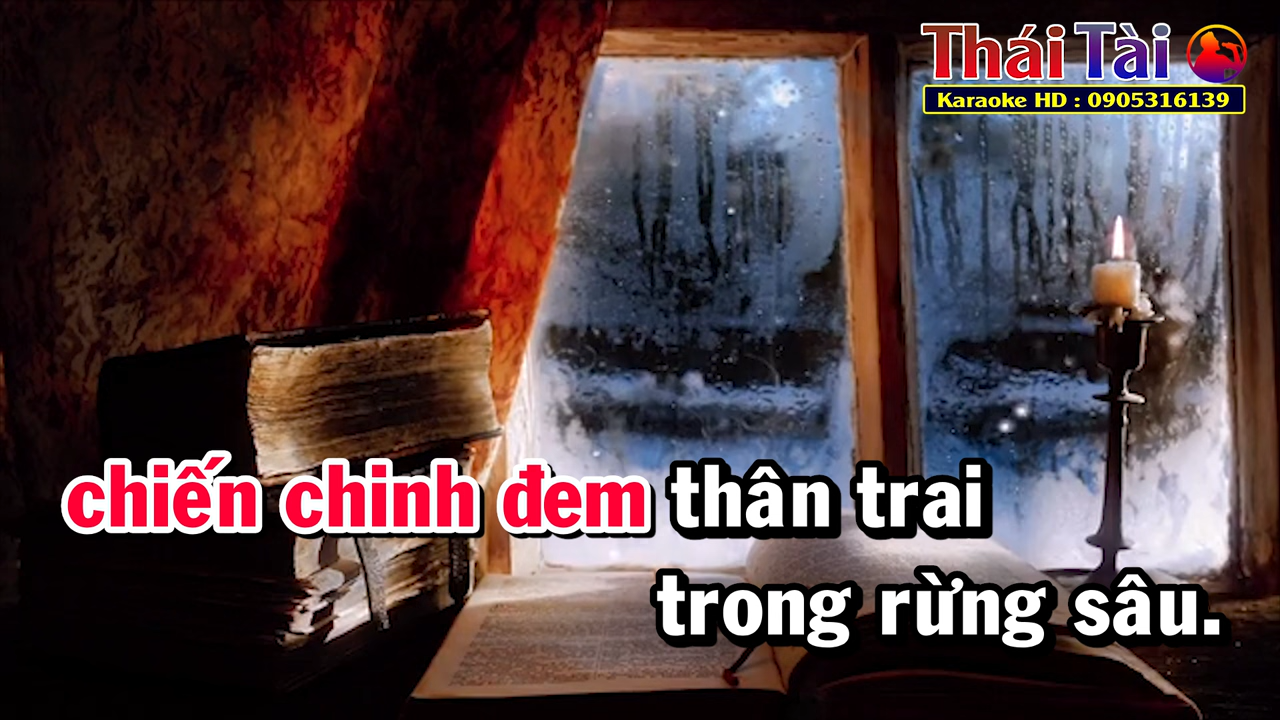 Thái Tài
Karaoke HD : 0905316139
chiến chinh đem thân trai
trong rừng sâu.